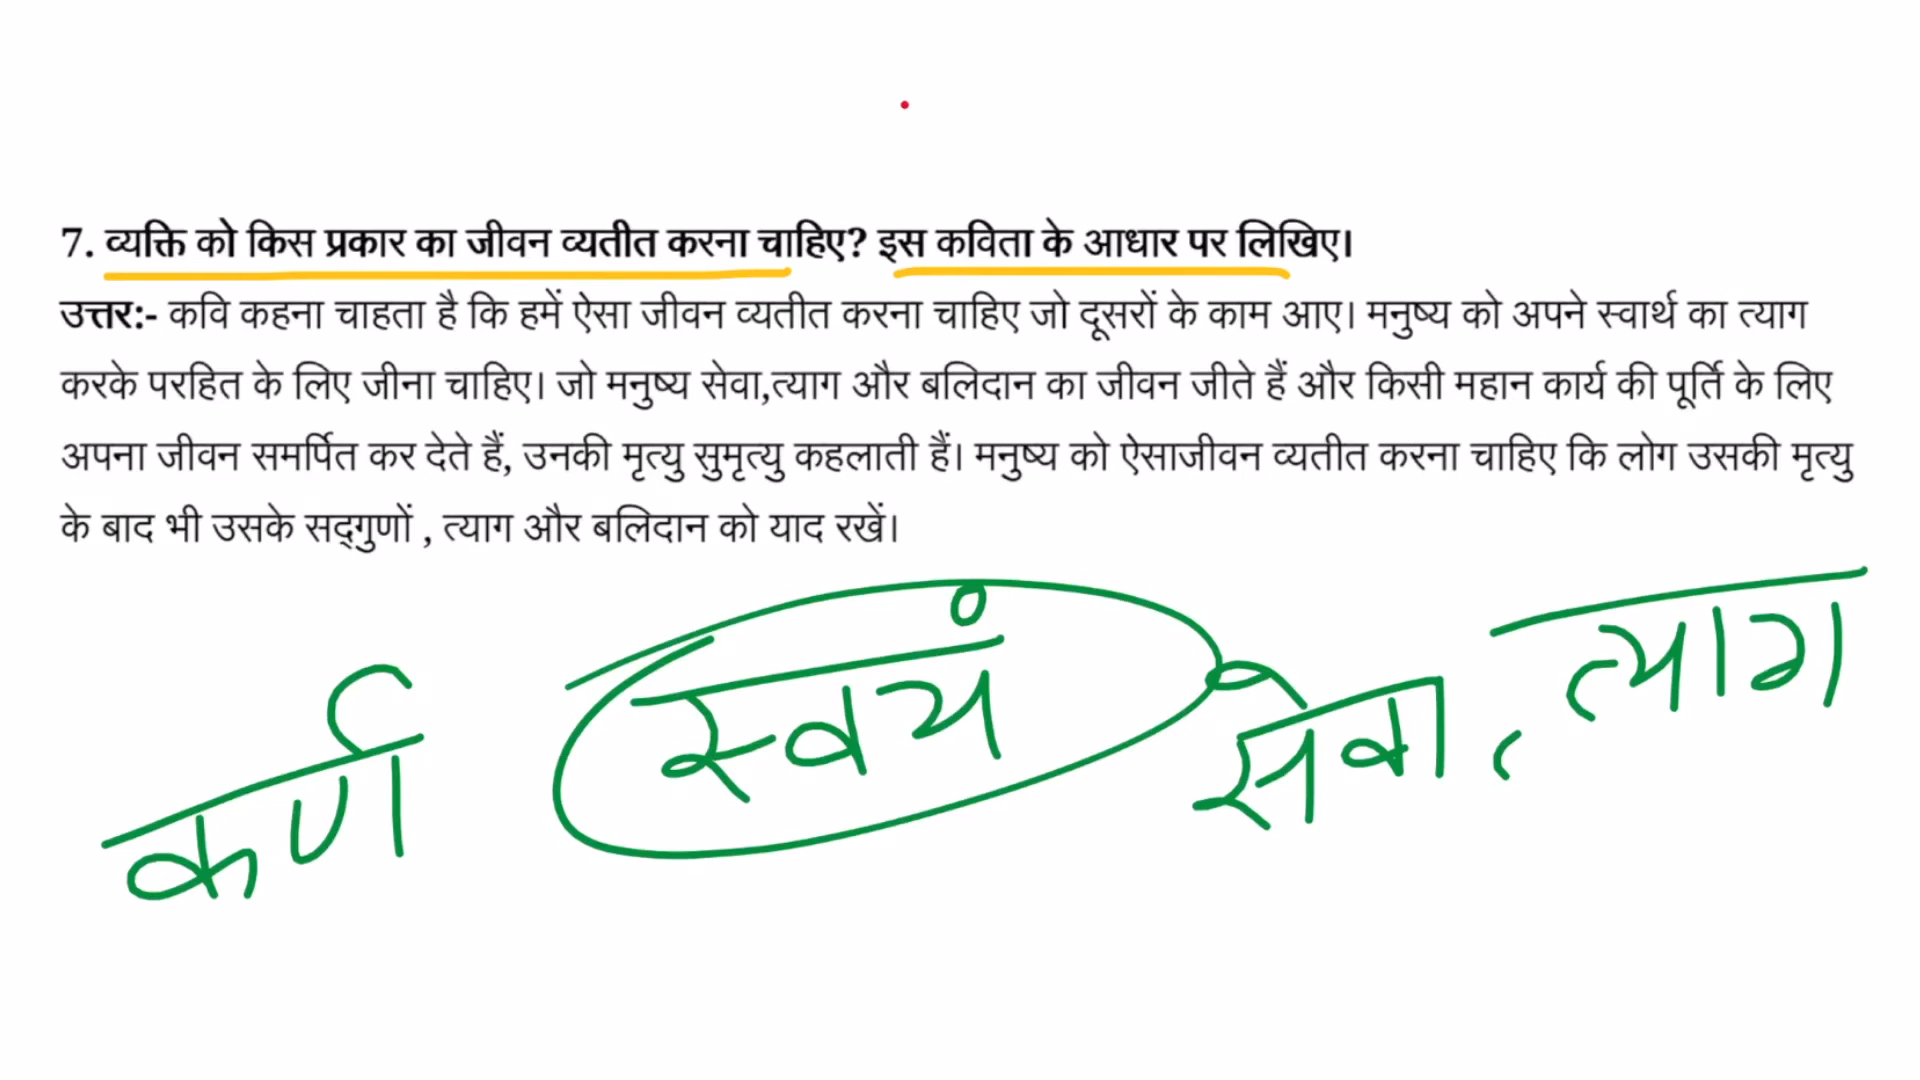 7. व्यक्ति को किस प्रकार का जीवन व्यतीत करना चाहिए? इस कविता के आधार पर लिखिए।
उत्तर:- कवि कहना चाहता है कि हमें ऐसा जीवन व्यतीत करना चाहिए जो दूसरों के काम आए। मनुष्य को अपने स्वार्थ का त्याग
करके परहित के लिए जीना चाहिए। जो मनुष्य सेवा,त्याग और बलिदान का जीवन जीते हैं और किसी महान कार्य की पूर्ति के लिए
अपना जीवन समर्पित कर देते हैं, उनकी मृत्यु सुमृत्यु कहलाती हैं। मनुष्य को ऐसाजीवन व्यतीत करना चाहिए कि लोग उसकी मृत्यु
के बाद भी उसके सद्‌गुणों , त्याग और बलिदान को याद रखें।
कर्ण स्वयं सेवा, त्याग